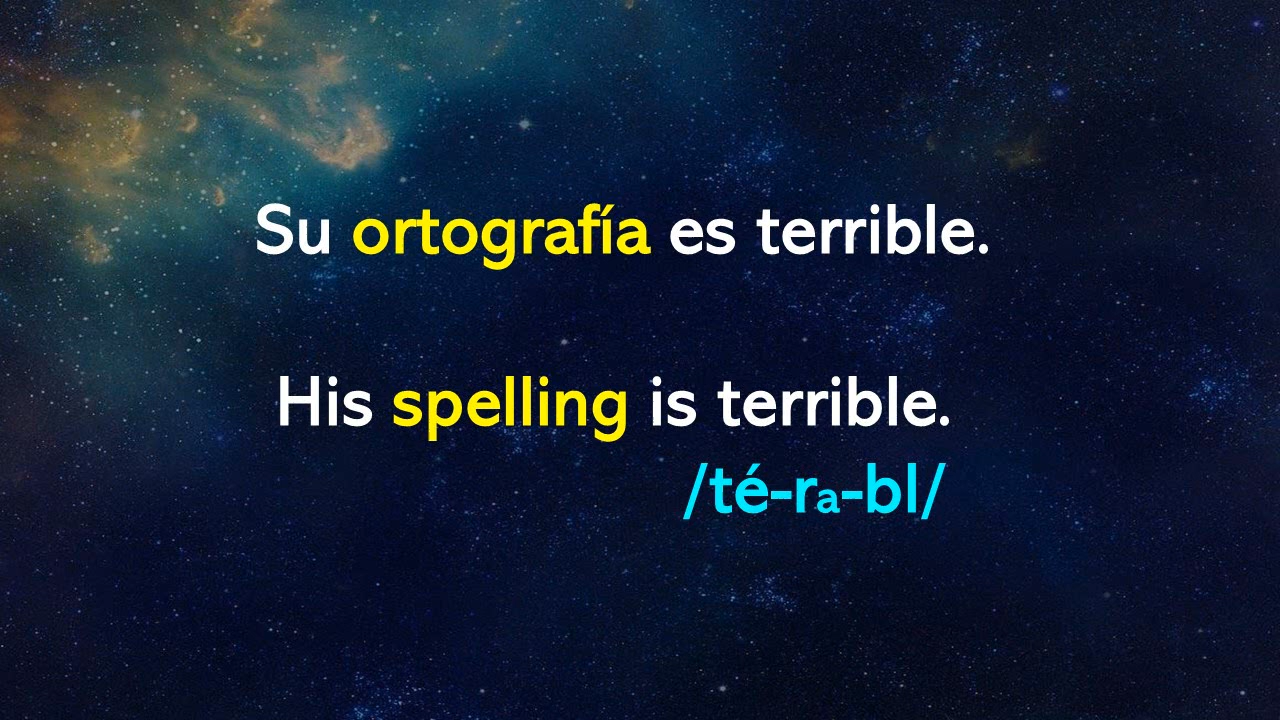 Su ortografía es terrible.
His spelling is terrible.
/té-ra-bl/